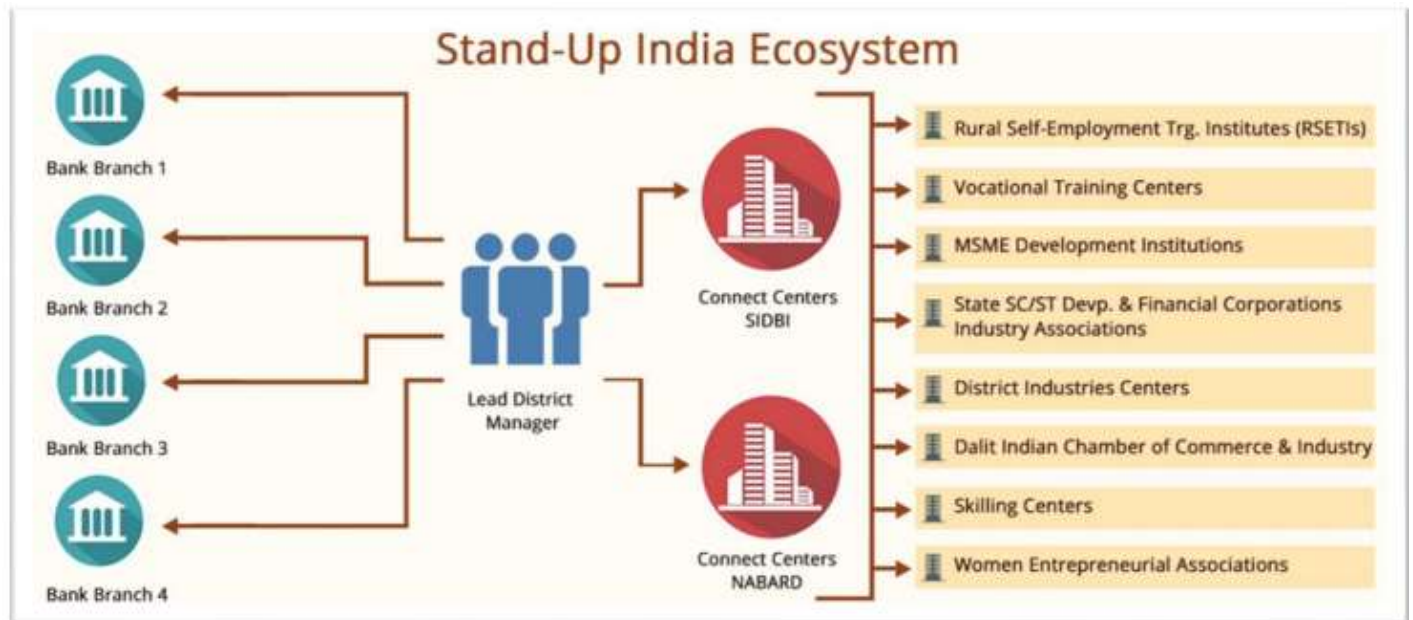 Stand-Up India Ecosystem
Bank Branch 1
Bank Branch 2
Bank Branch 3
Bank Branch 4
Lead District
Manager
Connect Centers
SIDBI
Connect Centers
NABARD
Rural Self-Employment Trg. Institutes (RSETIs)
Vocational Training Centers
MSME Development Institutions
State SC/ST Devp. & Financial Corporations
Industry Associations
District Industries Centers
Dalit Indian Chamber of Commerce & Industry
Skilling Centers
Women Entrepreneurial Associations